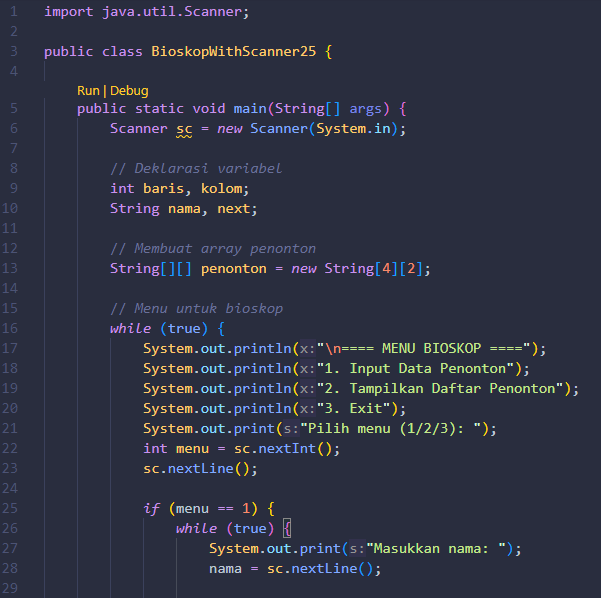 1 import java.util.Scanner;
2
3 public class BioskopWithScanner25 {
4
Run | Debug
5 public static void main(String[] args) {
6 Scanner sc = new Scanner(System.in);
7
8 // Deklarasi variabel
9 int baris, kolom;
10 String nama, next;
11
12 // Membuat array penonton
13 String[][] penonton = new String[4][2];
14
15 // Menu untuk bioskop
16 while (true) {
17 System.out.println(x:"\n==== MENU BIOSKOP ====");
18 System.out.println(x:"1. Input Data Penonton");
19 System.out.println(x:"2. Tampilkan Daftar Penonton");
20 System.out.println(x:"3. Exit");
21 System.out.print(s:"Pilih menu (1/2/3): ");
22 int menu = sc.nextInt();
23 sc.nextLine();
24
25 if (menu == 1) {
26 while (true) {
27 System.out.print(s:"Masukkan nama: ");
28 nama = sc.nextLine();
29